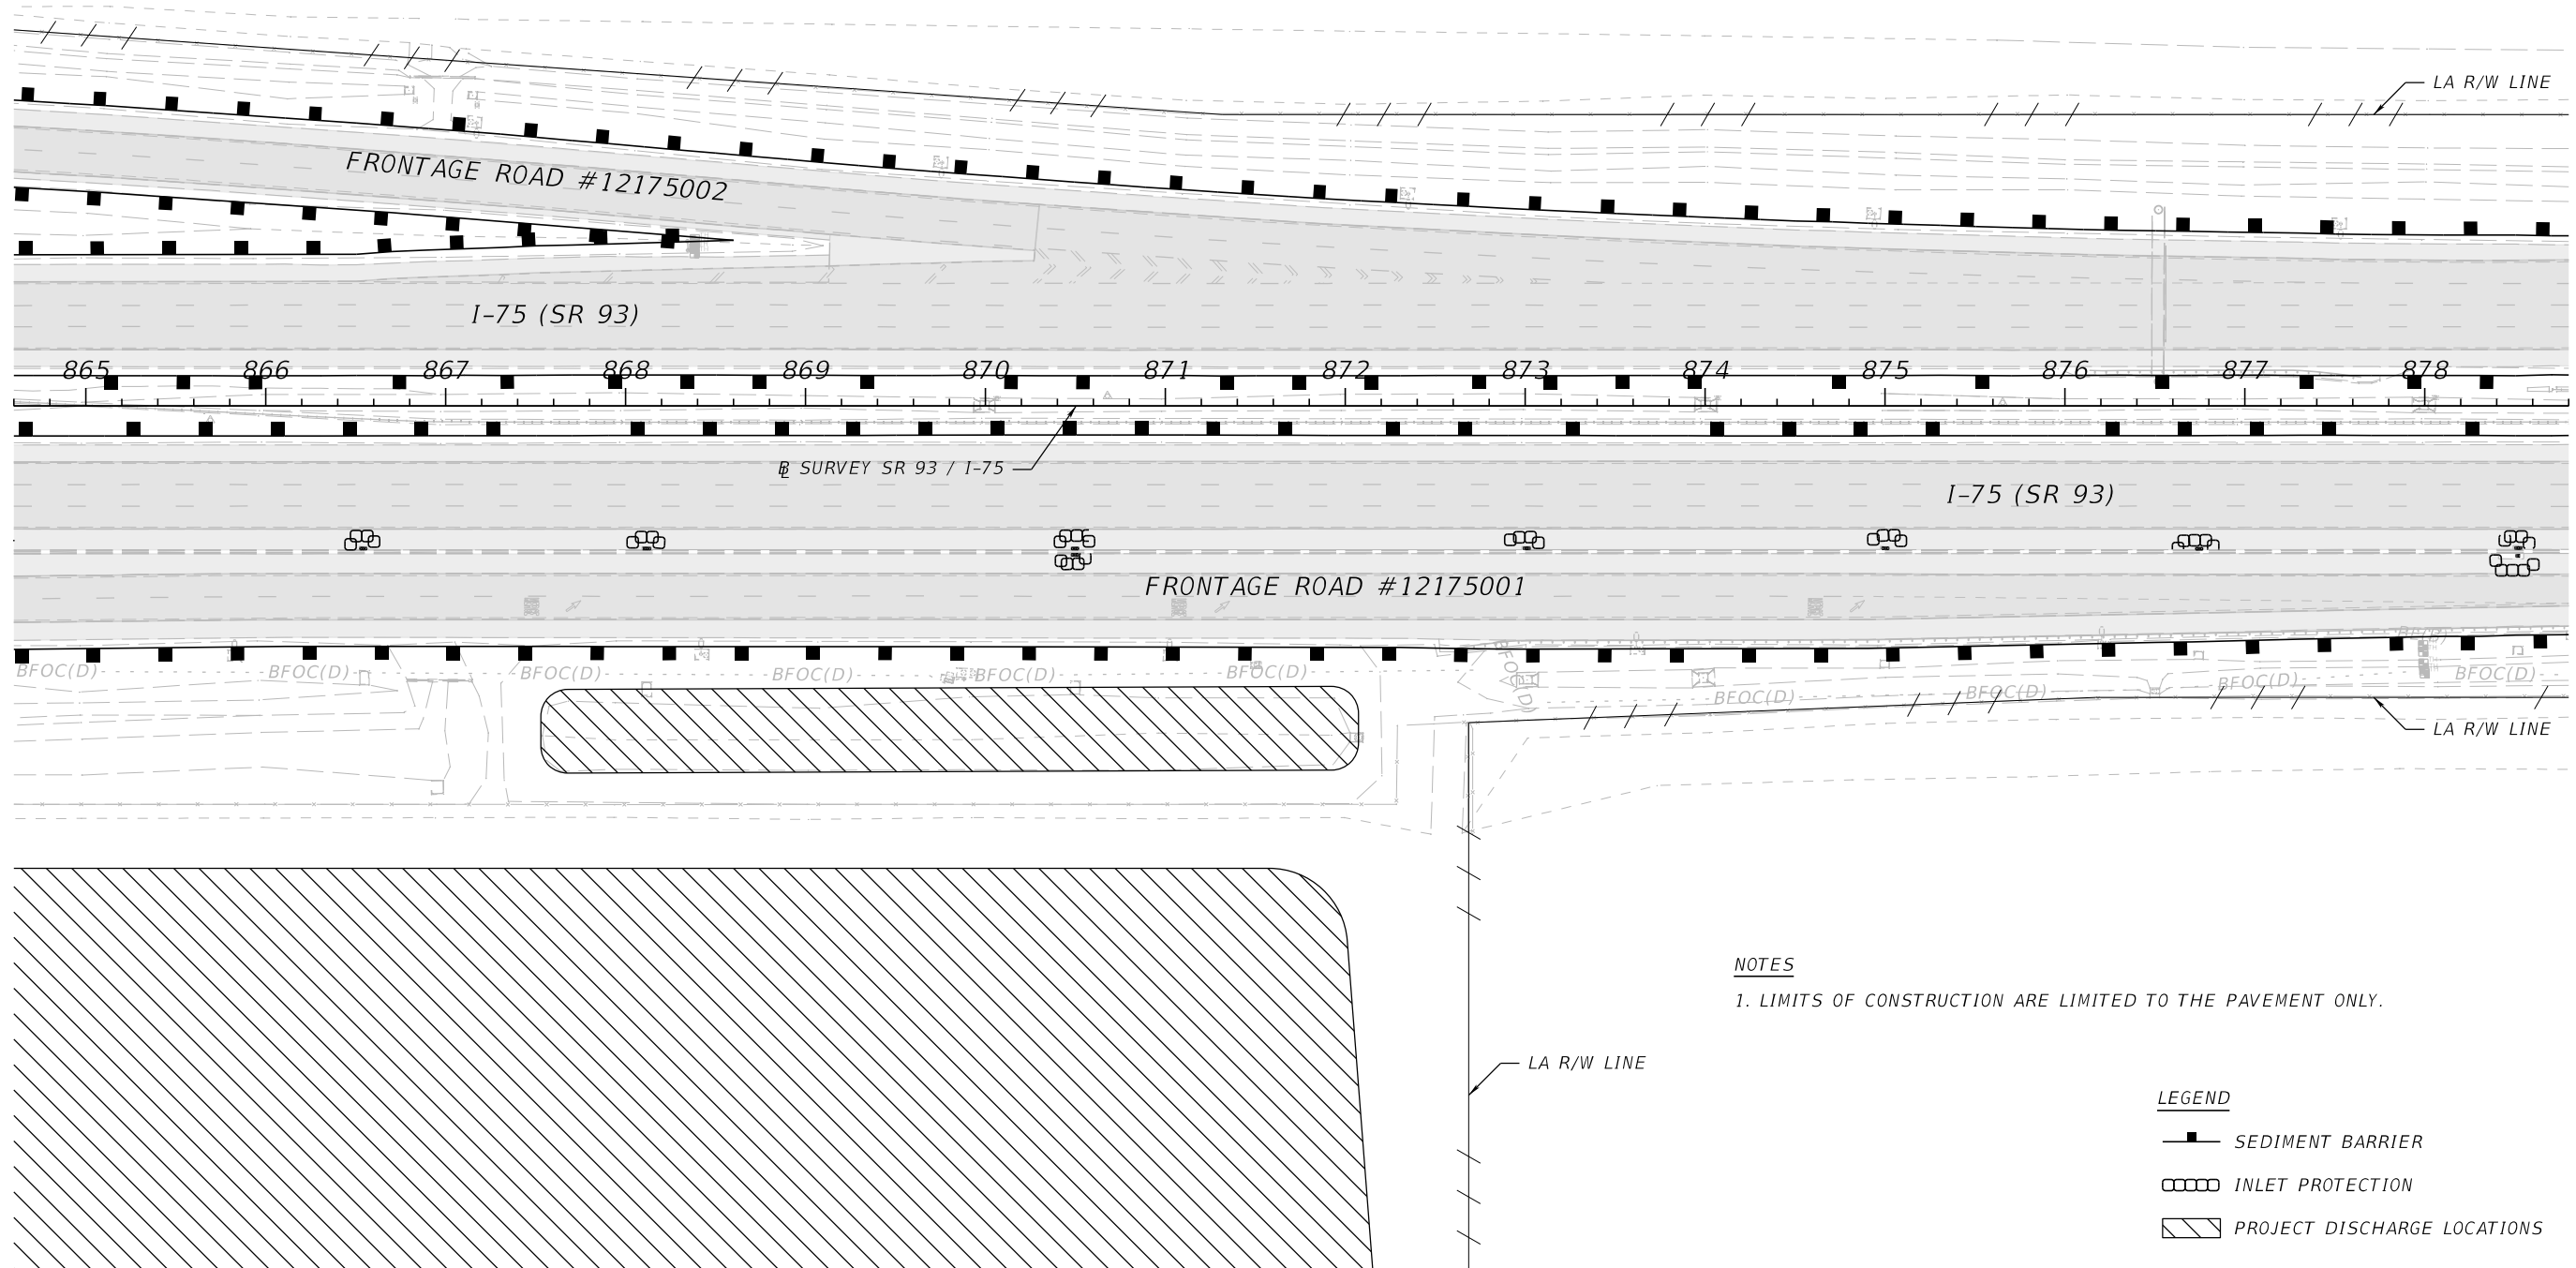 LA R/W LINE
FRONTAGE ROAD #12175002
I-75 (SR 93)
865 866 867 868 869 870 871 872 873 874 875 876 877 878
℄ SURVEY SR 93 / I-75
I-75 (SR 93)
FRONTAGE ROAD #12175001
BF(D)
BFOC(D) BFOC(D) BFOC(D) BFOC(D) BFOC(D) BFOC(D) BFOC(D) BFOC(D) BFOC(D) BFOC(D)
LA R/W LINE
NOTES
1. LIMITS OF CONSTRUCTION ARE LIMITED TO THE PAVEMENT ONLY.
LA R/W LINE
LEGEND
SEDIMENT BARRIER
INLET PROTECTION
PROJECT DISCHARGE LOCATIONS